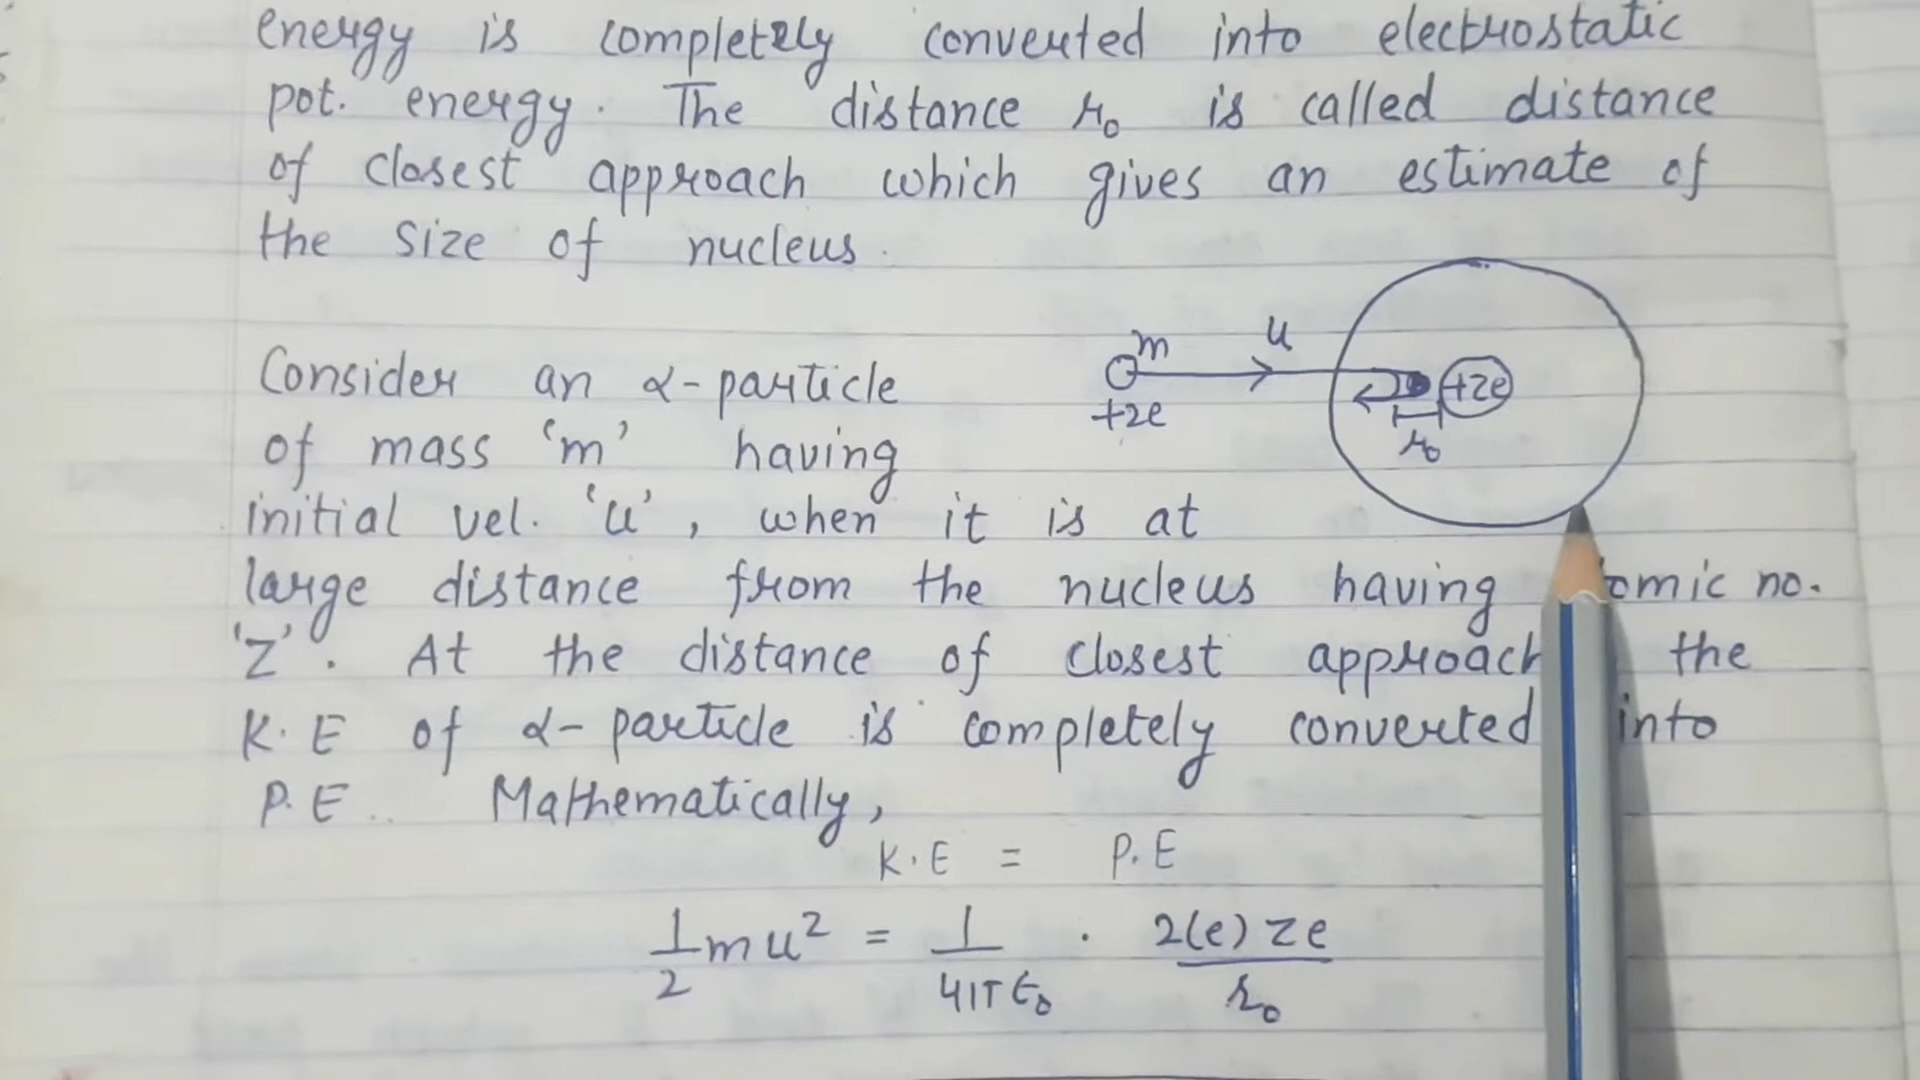 energy is completely converted into electrostatic
pot. energy. The distance r₀ is called distance
of closest approach which gives an estimate of
the size of nucleus.
m u
+2e
+ze
r₀
Consider an α-particle
of mass 'm' having
initial vel. 'u', when it is at
large distance from the nucleus having omic no.
'Z'. At the distance of closest approach the
K.E of α-particle is completely converted into
P.E. Mathematically,
K.E = P.E
1/2 mu² = 1/4πε₀ · 2(e)ze/r₀